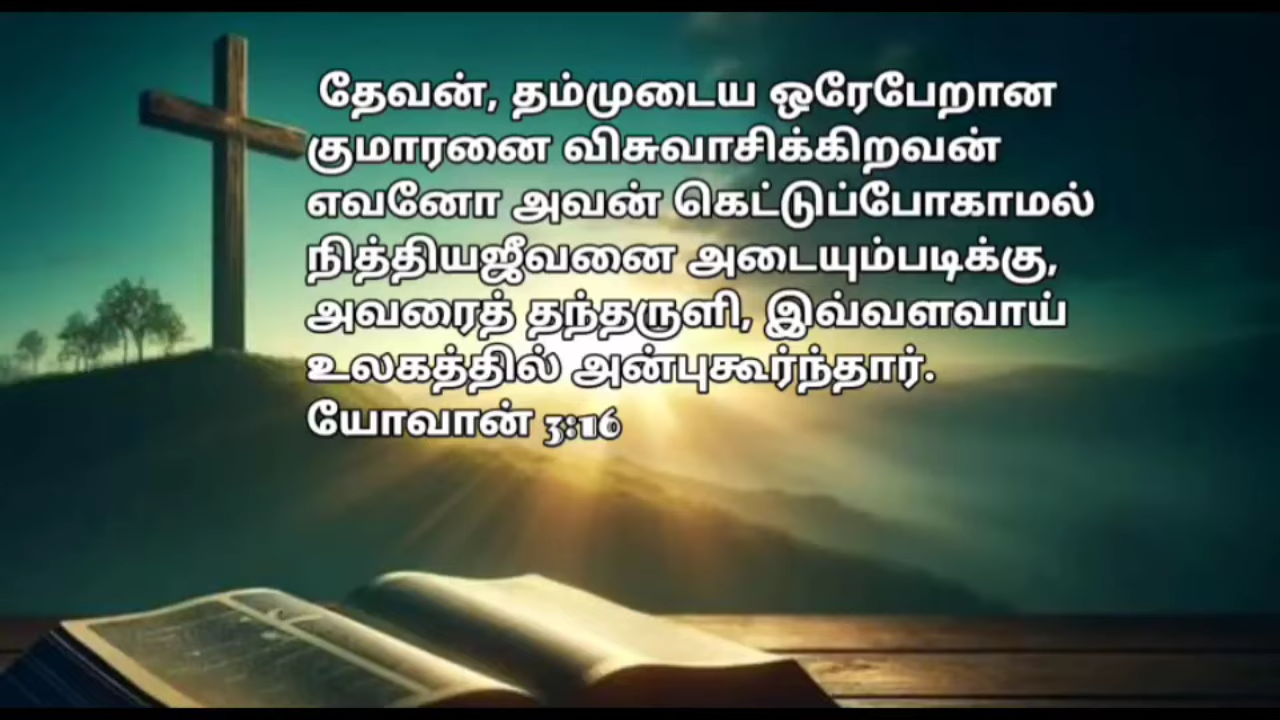 தேவன், தம்முடைய ஒரேபேறான
குமாரனை விசுவாசிக்கிறவன்
எவனோ அவன் கெட்டுப்போகாமல்
நித்தியஜீவனை அடையும்படிக்கு,
அவரைத் தந்தருளி, இவ்வளவாய்
உலகத்தில் அன்புகூர்ந்தார்.
யோவான் 3:16